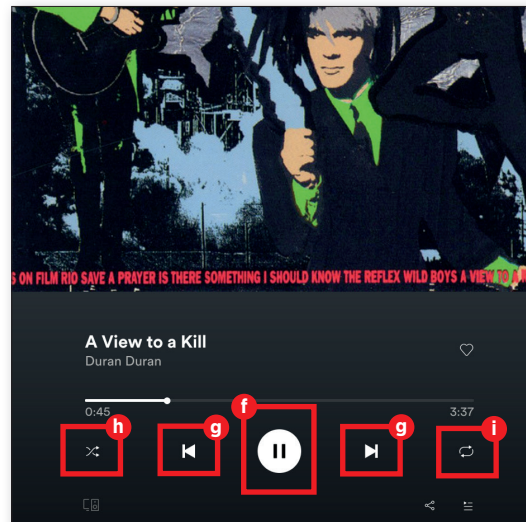 S ON FILM RIO SAVE A PRAYER IS THERE SOMETHING I SHOULD KNOW THE REFLEX WILD BOYS A VIEW TO A
A View to a Kill
Duran Duran
0:45
3:37
f
h
g
g
i